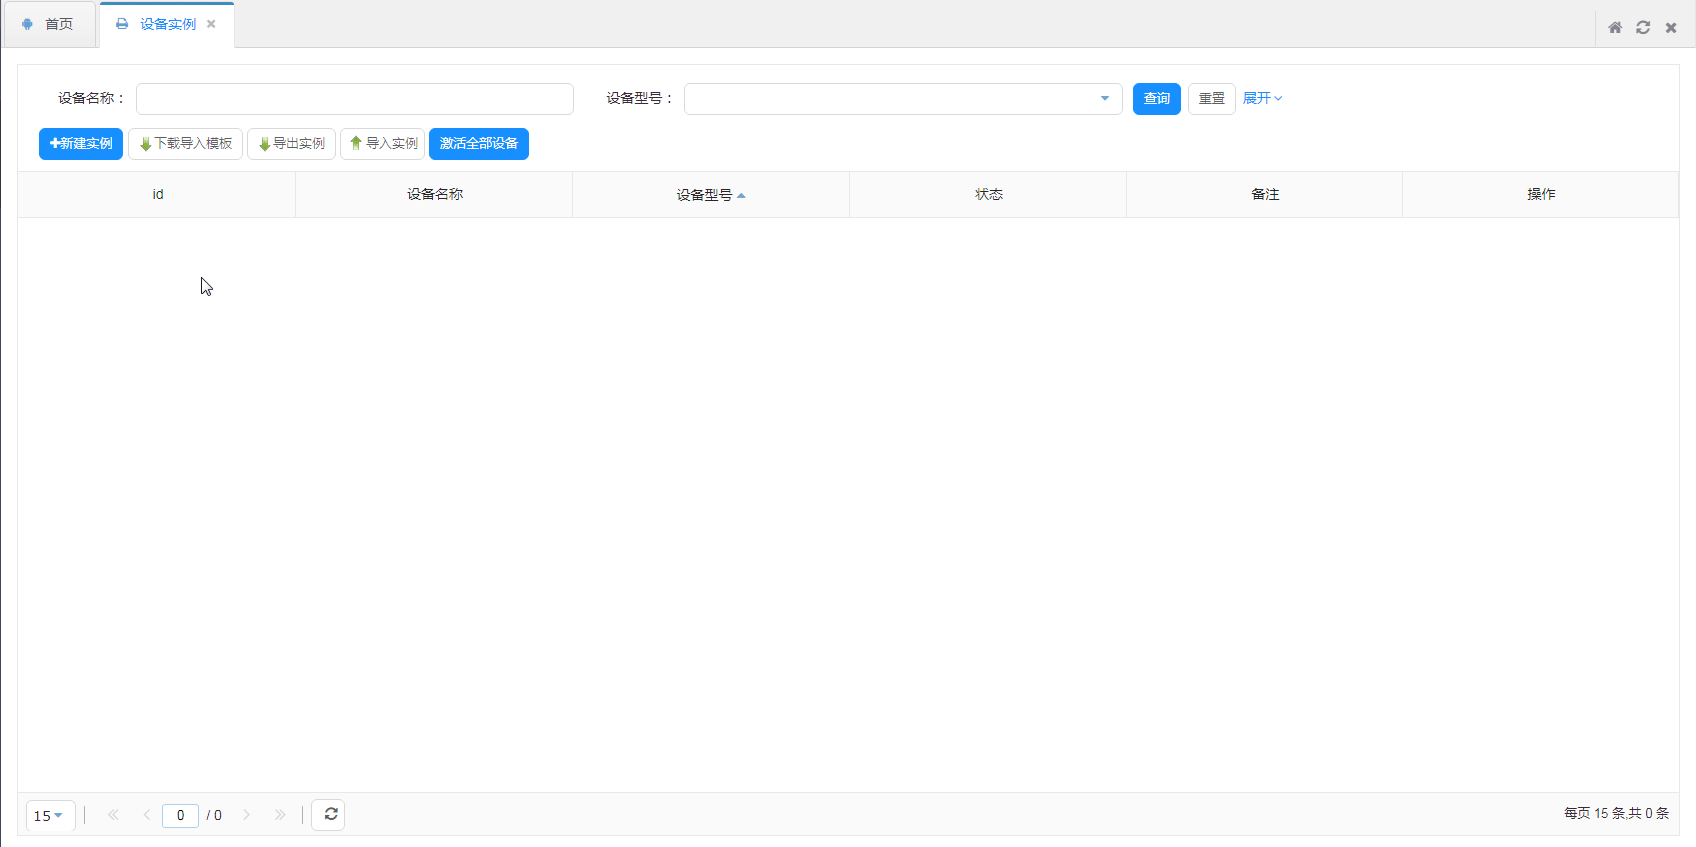 首页 设备实例
设备名称： 设备型号： 查询 重置 展开
新建实例 下载导入模板 导出实例 导入实例 激活全部设备
id 设备名称 设备型号 状态 备注 操作
15 0 / 0 每页 15 条,共 0 条